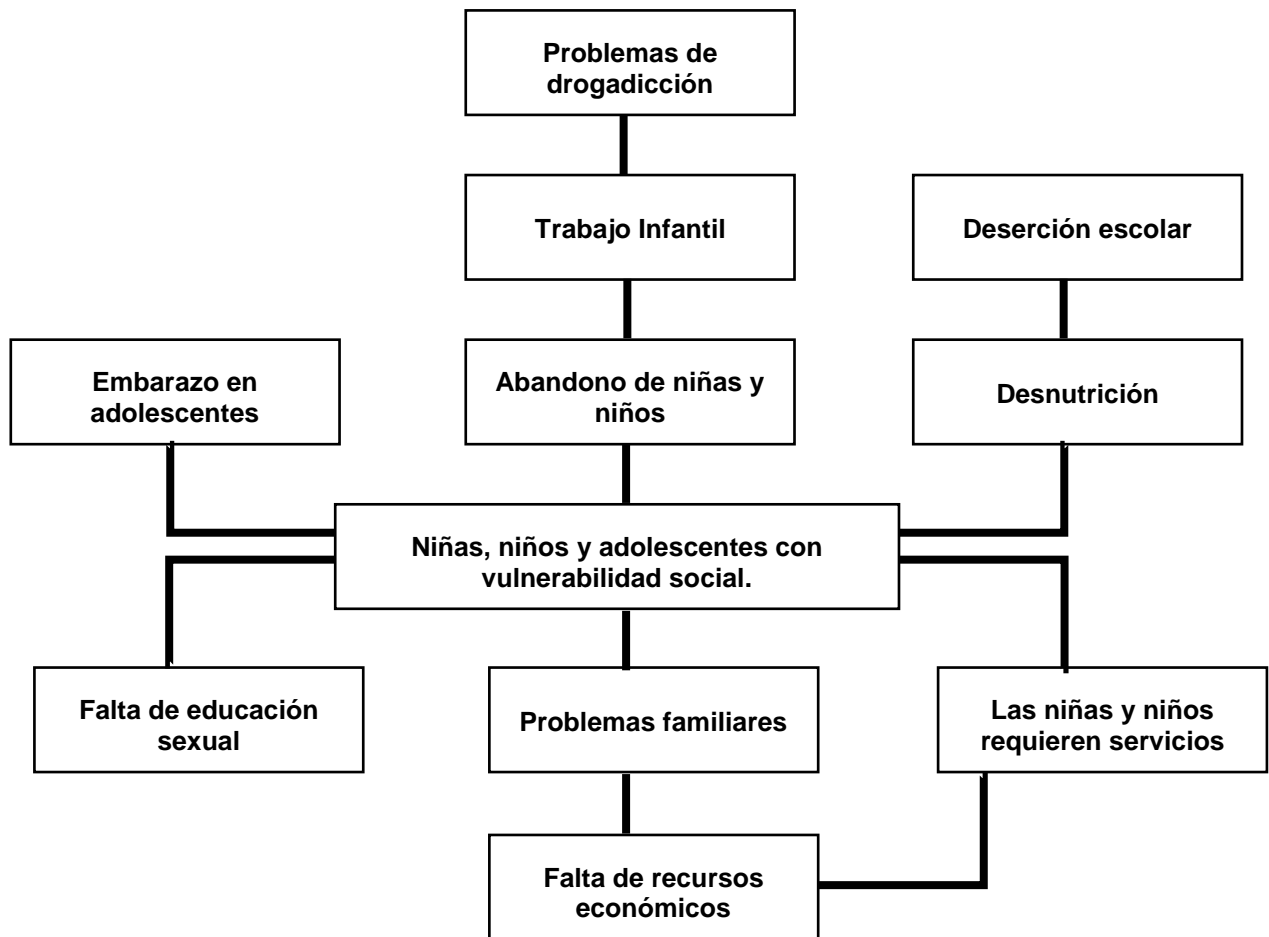 Problemas de
drogadicción
Trabajo Infantil
Deserción escolar
Embarazo en
adolescentes
Abandono de niñas y
niños
Desnutrición
Niñas, niños y adolescentes con
vulnerabilidad social.
Falta de educación
sexual
Problemas familiares
Las niñas y niños
requieren servicios
Falta de recursos
económicos